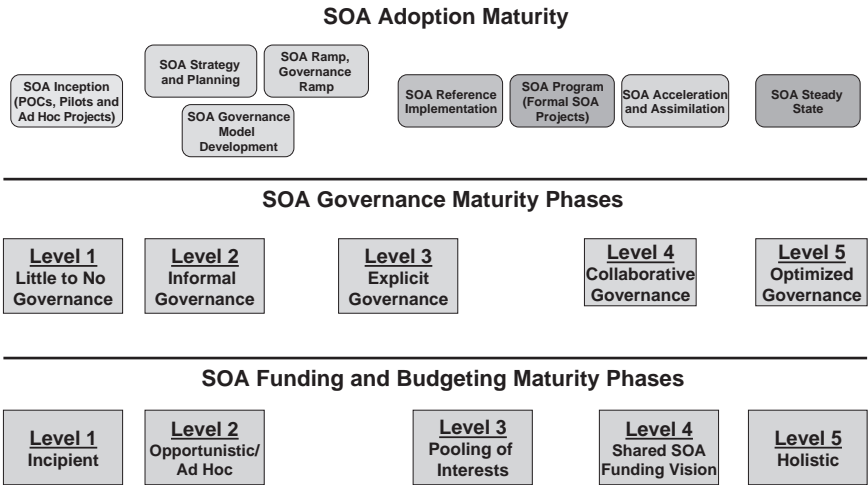 SOA Adoption Maturity
SOA Inception
(POCs, Pilots and
Ad Hoc Projects)
SOA Strategy
and Planning
SOA Ramp,
Governance
Ramp
SOA Governance
Model
Development
SOA Reference
Implementation
SOA Program
(Formal SOA
Projects)
SOA Acceleration
and Assimilation
SOA Steady
State
SOA Governance Maturity Phases
Level 1
Little to No
Governance
Level 2
Informal
Governance
Level 3
Explicit
Governance
Level 4
Collaborative
Governance
Level 5
Optimized
Governance
SOA Funding and Budgeting Maturity Phases
Level 1
Incipient
Level 2
Opportunistic/
Ad Hoc
Level 3
Pooling of
Interests
Level 4
Shared SOA
Funding Vision
Level 5
Holistic